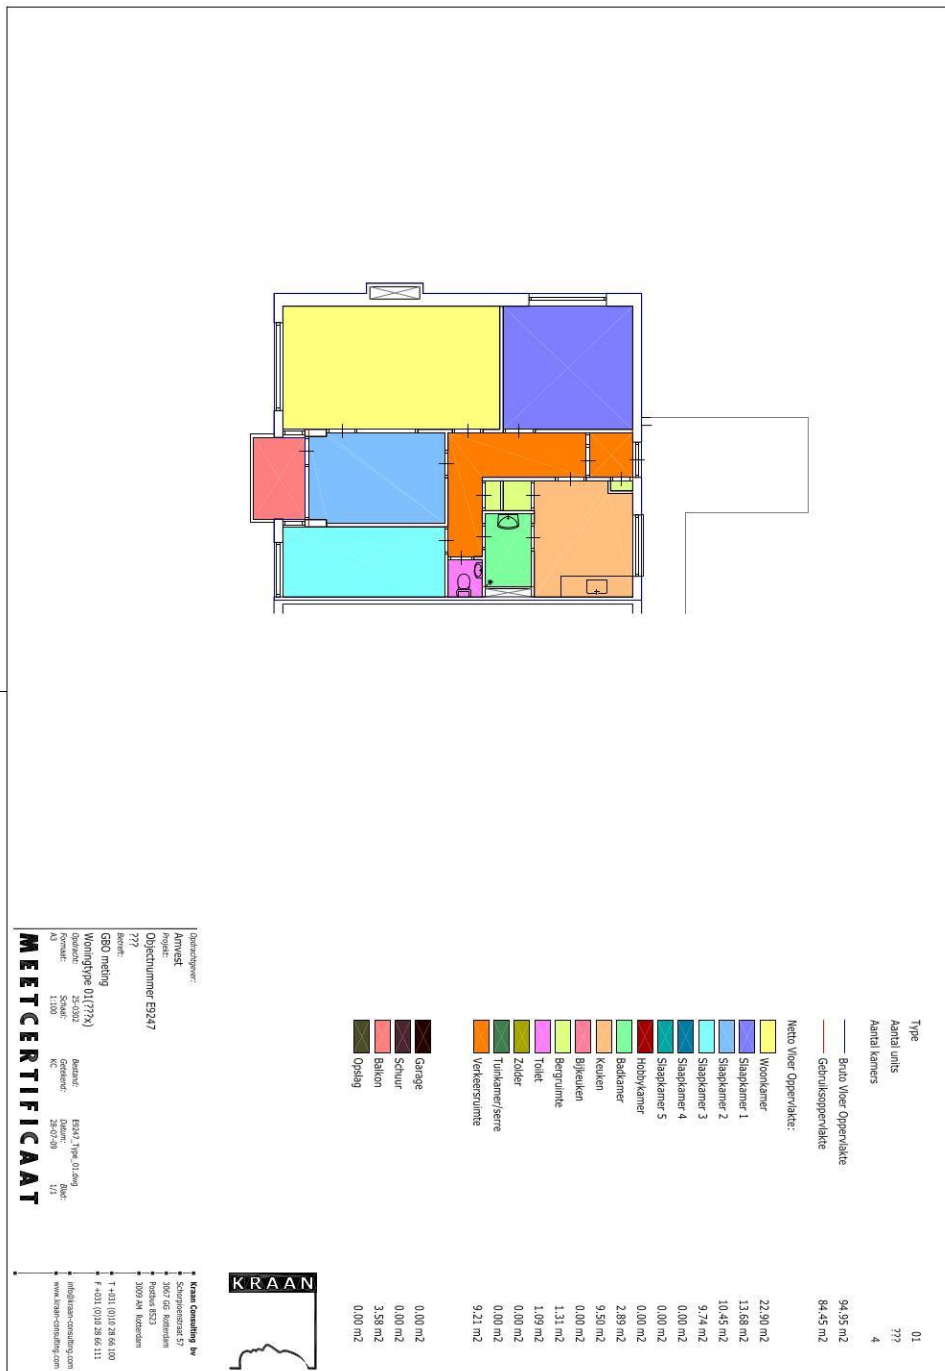 Type 01
Aantal units ???
Aantal kamers 4
Bruto Vloer Oppervlakte 94.95 m2
Gebruiksoppervlakte 84.45 m2
Netto Vloer Oppervlakte:
Woonkamer 22.90 m2
Slaapkamer 1 13.68 m2
Slaapkamer 2 10.45 m2
Slaapkamer 3 9.74 m2
Slaapkamer 4 0.00 m2
Slaapkamer 5 0.00 m2
Hobbykamer 0.00 m2
Badkamer 2.89 m2
Keuken 9.50 m2
Bijkeuken 0.00 m2
Bergruimte 1.31 m2
Toilet 1.09 m2
Zolder 0.00 m2
Tuinkamer/serre 0.00 m2
Verkeersruimte 9.21 m2
Garage 0.00 m2
Schuur 0.00 m2
Balkon 3.58 m2
Opslag 0.00 m2
KRAAN
Opdrachtgever:
Amvest
Projekt:
Objectnummer E9247
???
Betreft:
GBO meting
Woningtype 01(???x)
Opdracht: Bestand:
25-0302 E9247_Type_01.dwg
Formaat: Schaal: Getekend: Datum: Blad:
A3 1:100 KC 28-07-09 1/1
MEETCERTIFICAAT
Kraan Consulting bv
Schorpioenstraat 57
3067 GG Rotterdam
Postbus 8523
3009 AM Rotterdam
T +031 (0)10 28 66 100
F +031 (0)10 28 66 111
info@kraan-consulting.com
www.kraan-consulting.com